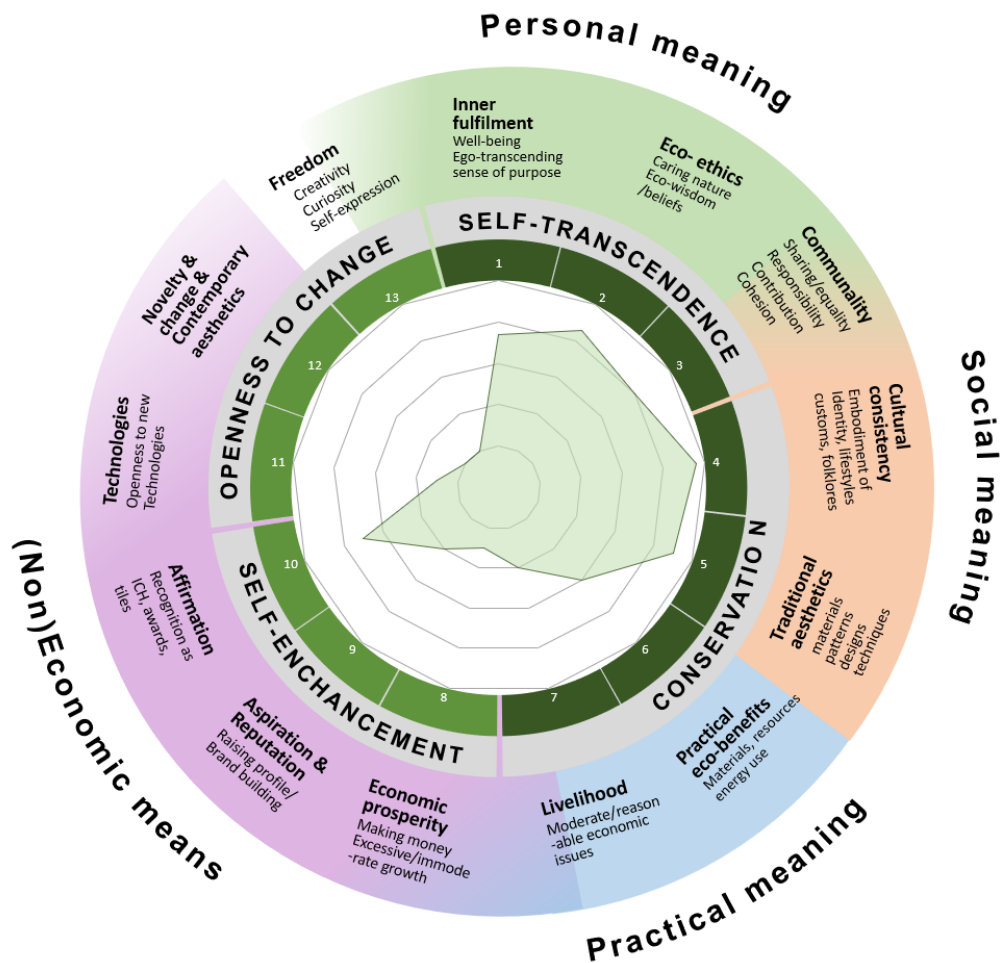 Personal meaning
Social meaning
Practical meaning
(Non)Economic means
SELF-TRANSCENDENCE
CONSERVATION
SELF-ENCHANCEMENT
OPENNESS TO CHANGE
Inner
fulfilment
Well-being
Ego-transcending
sense of purpose
Eco- ethics
Caring nature
Eco-wisdom
/beliefs
Communality
Sharing/equality
Responsibility
Contribution
Cohesion
Cultural
consistency
Embodiment of
Identity, lifestyles
customs, folklores
Traditional
aesthetics
materials
patterns
designs
techniques
Practical
eco-benefits
Materials, resources
energy use
Livelihood
Moderate/reason
-able economic
issues
Economic
prosperity
Making money
Excessive/immode
-rate growth
Aspiration &
Reputation
Raising profile/
Brand building
Affirmation
Recognition as
ICH, awards,
tiles
Technologies
Openness to new
Technologies
Novelty &
change &
Contemporary
aesthetics
Freedom
Creativity
Curiosity
Self-expression
1
2
3
4
5
6
7
8
9
10
11
12
13